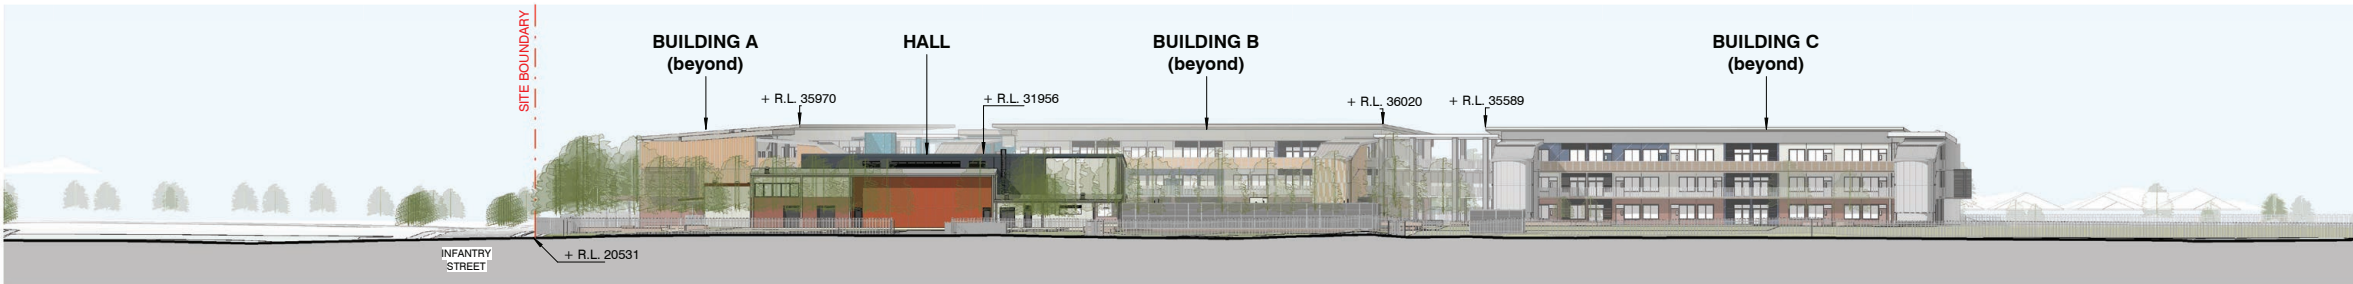 SITE BOUNDARY
BUILDING A
(beyond)
HALL
BUILDING B
(beyond)
BUILDING C
(beyond)
+ R.L. 35970
+ R.L. 31956
+ R.L. 36020
+ R.L. 35589
INFANTRY
STREET
+ R.L. 20531